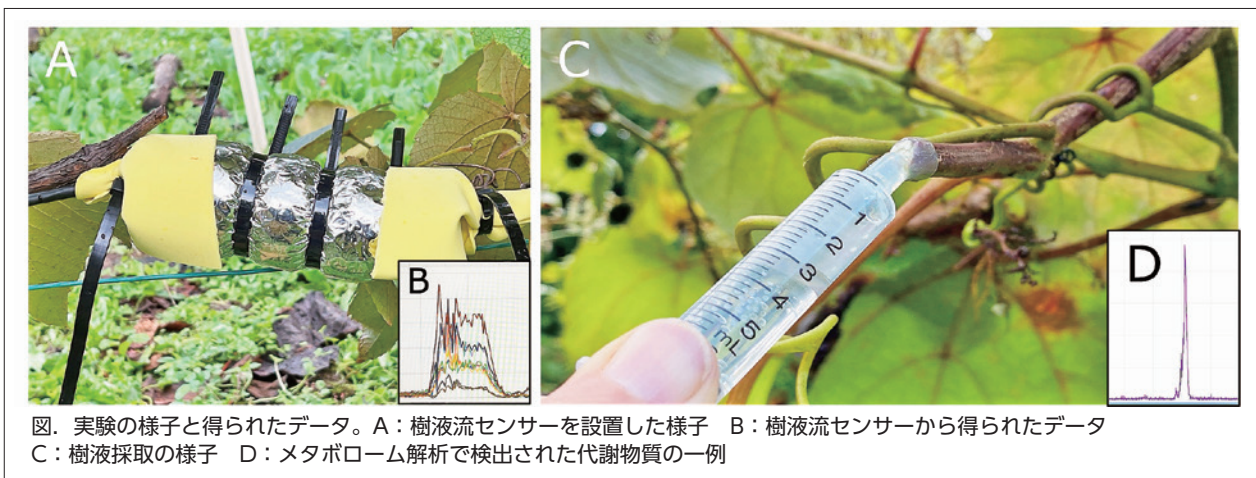 A
B
C
1
2
3
4
5
mL
D
図．実験の様子と得られたデータ。A：樹液流センサーを設置した様子　B：樹液流センサーから得られたデータ
C：樹液採取の様子　D：メタボローム解析で検出された代謝物質の一例